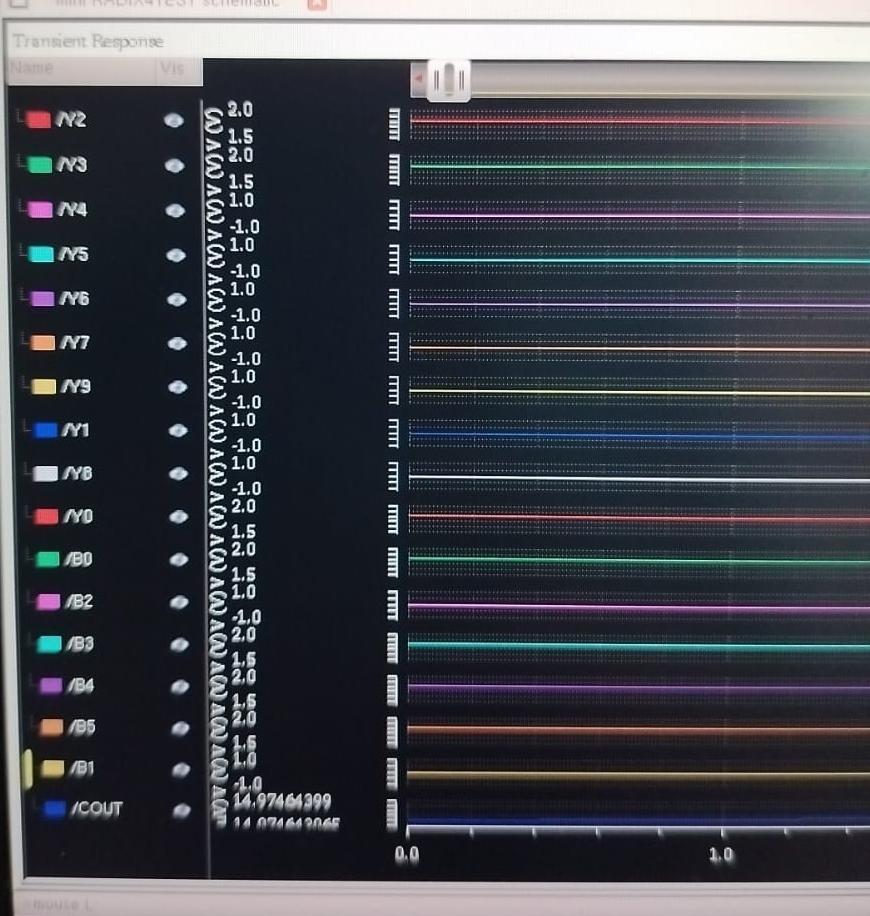 mini RADIX4TEST schematic
Transient Response
Name Vis
/Y2 2.0
1.5
/Y3 2.0
1.5
/Y4 1.0
-1.0
/Y5 1.0
-1.0
/Y6 1.0
-1.0
/Y7 1.0
-1.0
/Y9 1.0
-1.0
/Y1 1.0
-1.0
/Y8 1.0
-1.0
/Y0 2.0
1.5
/B0 2.0
1.5
/B2 1.0
-1.0
/B3 2.0
1.5
/B4 2.0
1.5
/B5 2.0
1.5
/B1 1.0
-1.0
/COUT 14.97464399
0.0 1.0
mouse L